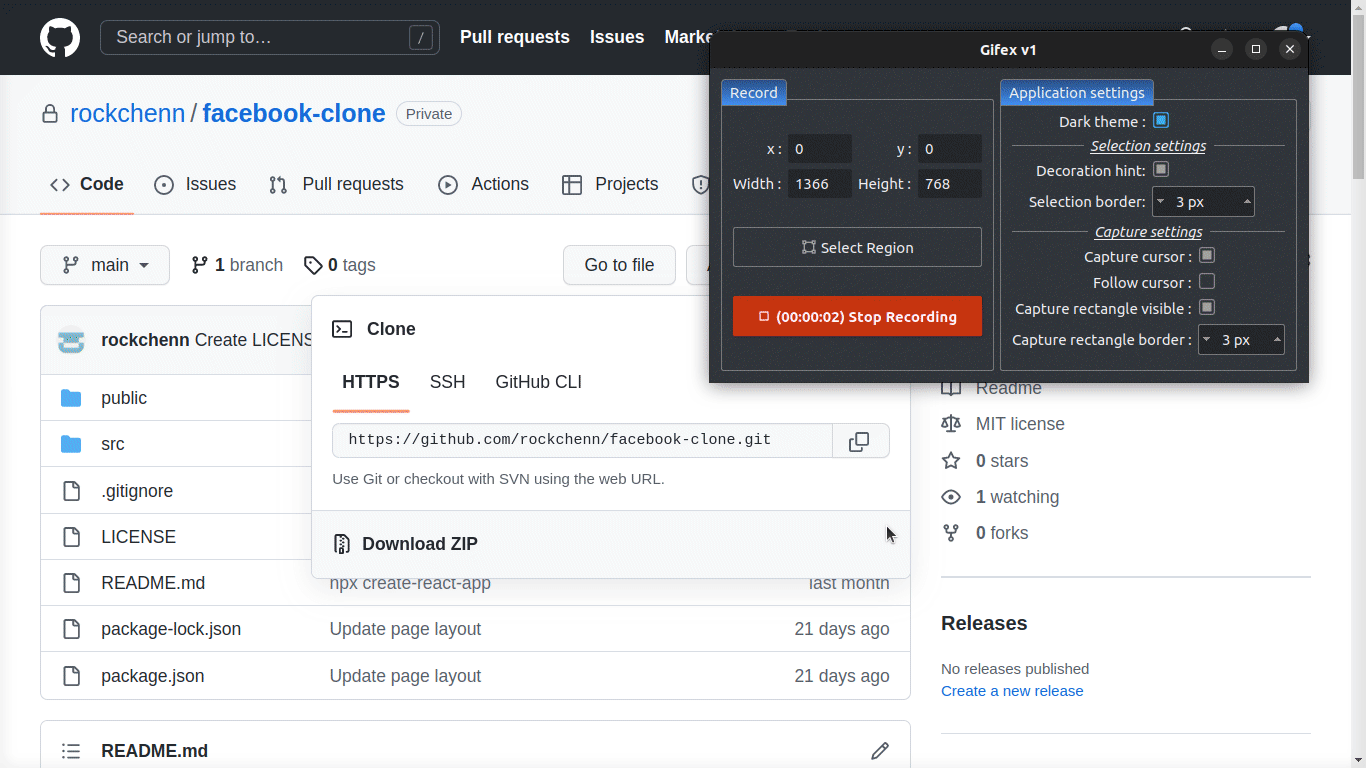 Search or jump to… /
Pull requests
Issues
rockchenn / facebook-clone
Private
Code
Issues
Pull requests
Actions
Projects
main
1 branch
0 tags
Go to file
rockchenn Create
public
src
.gitignore
LICENSE
README.md
npx create-react-app
last month
package-lock.json
Update page layout
21 days ago
package.json
Update page layout
21 days ago
README.md
Clone
HTTPS
SSH
GitHub CLI
https://github.com/rockchenn/facebook-clone.git
Use Git or checkout with SVN using the web URL.
Download ZIP
Gifex v1
Record
x : 0
y : 0
Width : 1366
Height : 768
Select Region
(00:00:02) Stop Recording
Application settings
Dark theme :
Selection settings
Decoration hint:
Selection border: 3 px
Capture settings
Capture cursor :
Follow cursor :
Capture rectangle visible :
Capture rectangle border : 3 px
Readme
MIT license
0 stars
1 watching
0 forks
Releases
No releases published
Create a new release